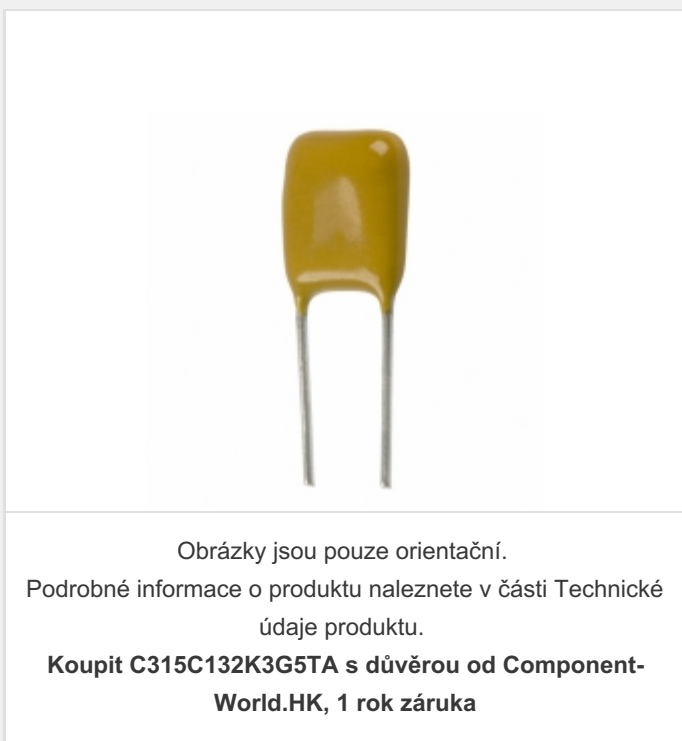 Obrázky jsou pouze orientační.
Podrobné informace o produktu naleznete v části Technické
údaje produktu.
Koupit C315C132K3G5TA s důvěrou od Component-
World.HK, 1 rok záruka